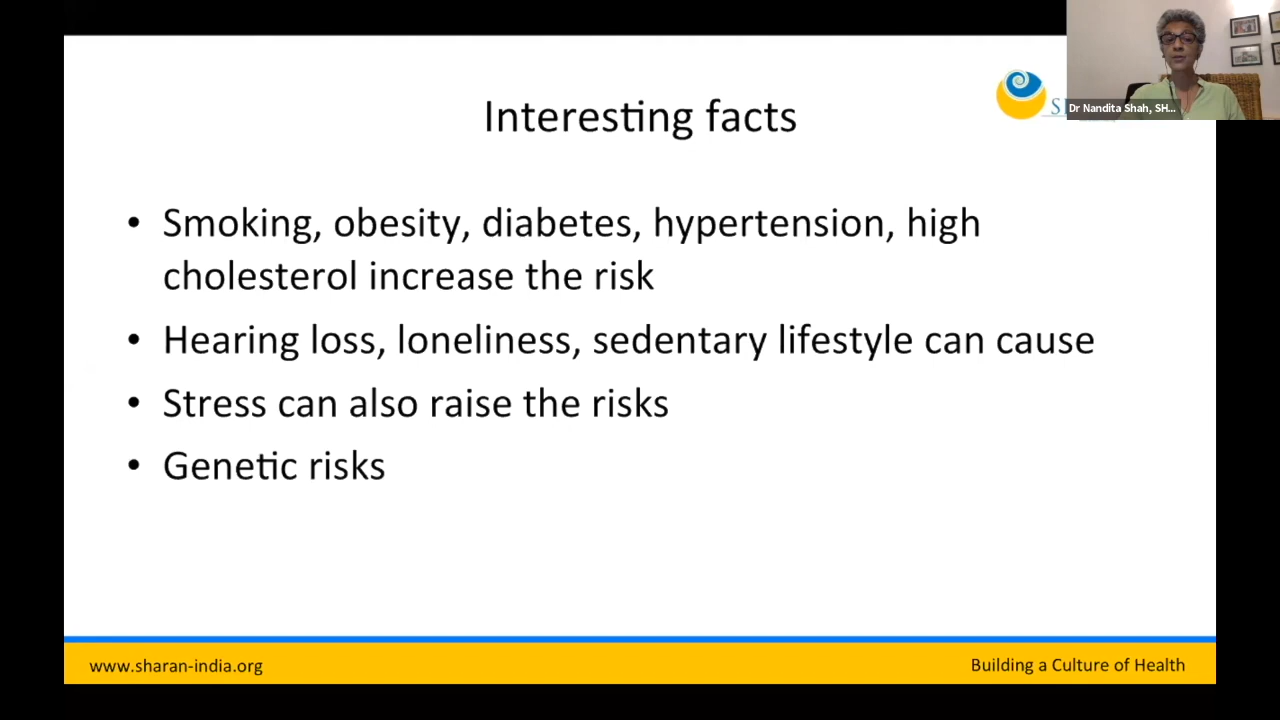 Interesting facts
• Smoking, obesity, diabetes, hypertension, high
cholesterol increase the risk
• Hearing loss, loneliness, sedentary lifestyle can cause
• Stress can also raise the risks
• Genetic risks
Dr Nandita Shah, SH...
www.sharan-india.org
Building a Culture of Health